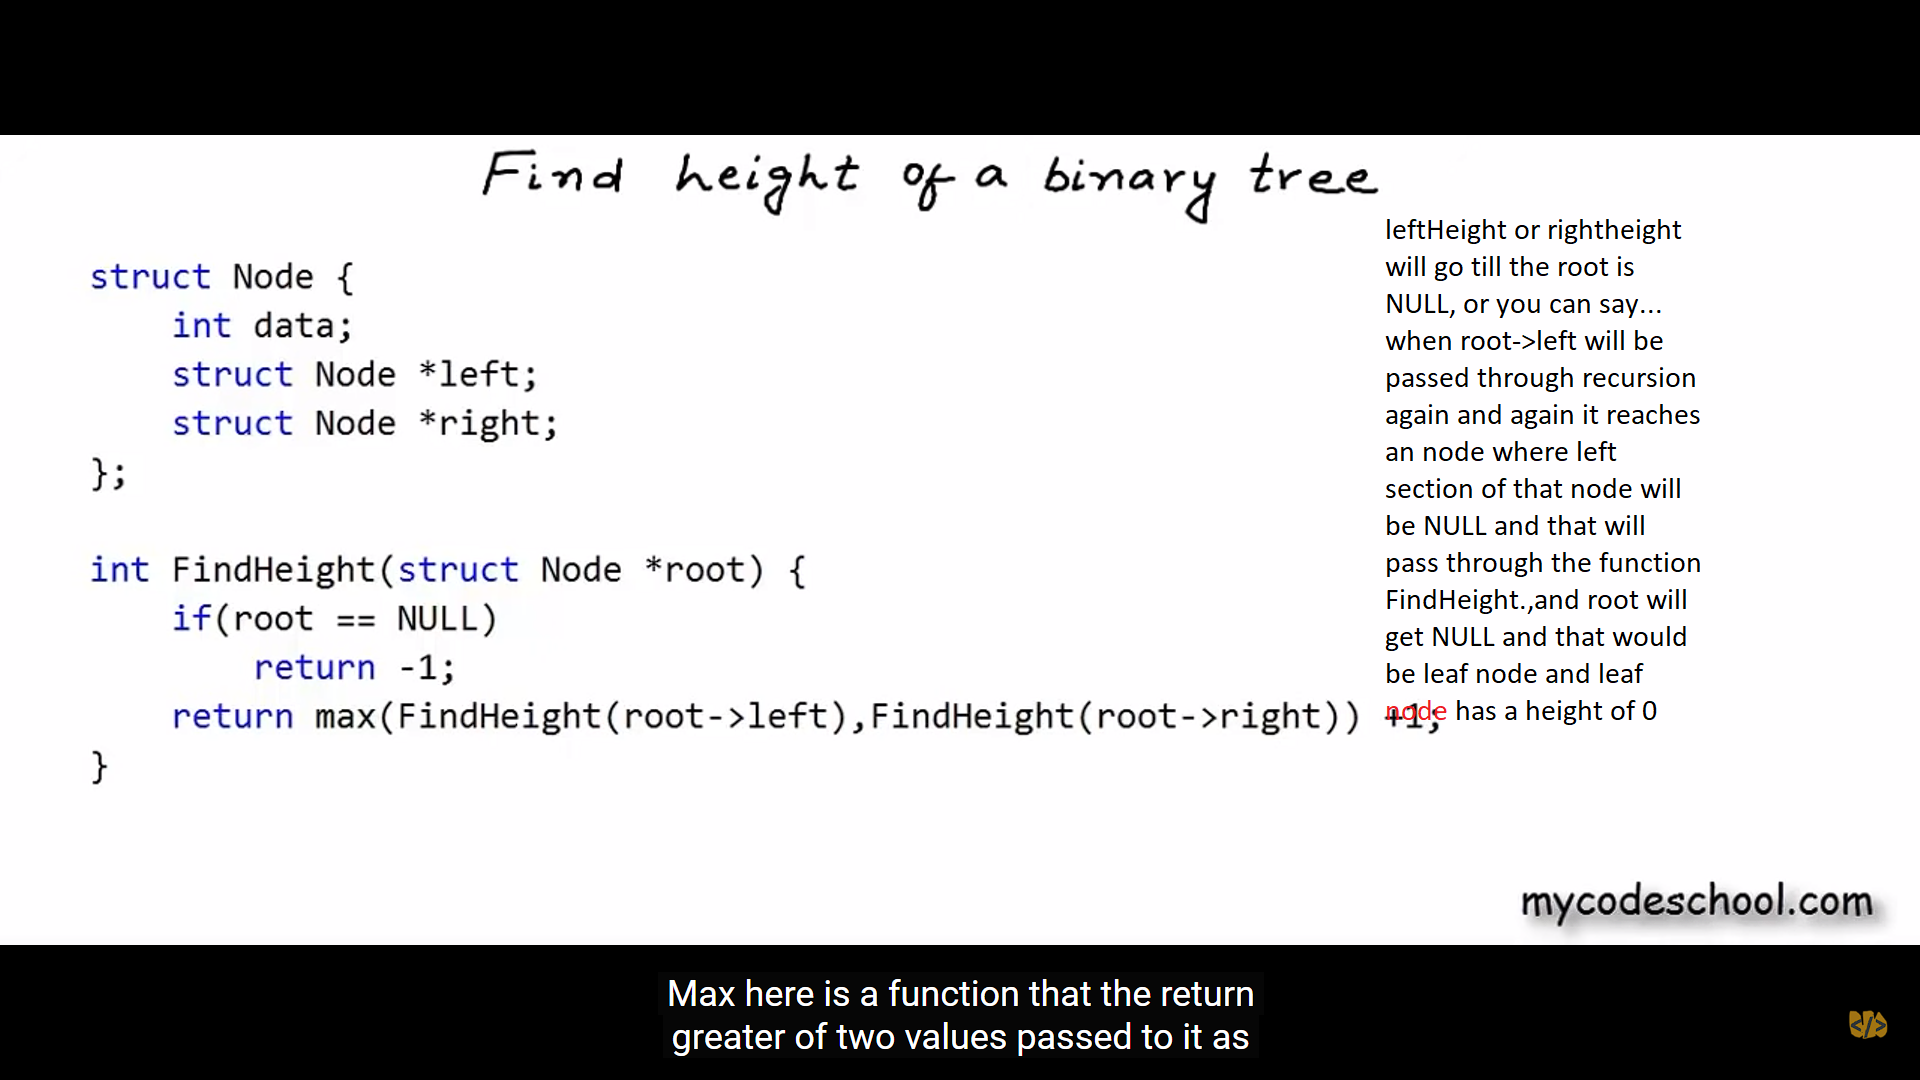 Find height of a binary tree
struct Node {
int data;
struct Node *left;
struct Node *right;
};
int FindHeight(struct Node *root) {
if(root == NULL)
return -1;
return max(FindHeight(root->left),FindHeight(root->right)) +1;
}
leftHeight or rightheight
will go till the root is
NULL, or you can say...
when root->left will be
passed through recursion
again and again it reaches
an node where left
section of that node will
be NULL and that will
pass through the function
FindHeight.,and root will
get NULL and that would
be leaf node and leaf
node has a height of 0
mycodeschool.com
Max here is a function that the return
greater of two values passed to it as